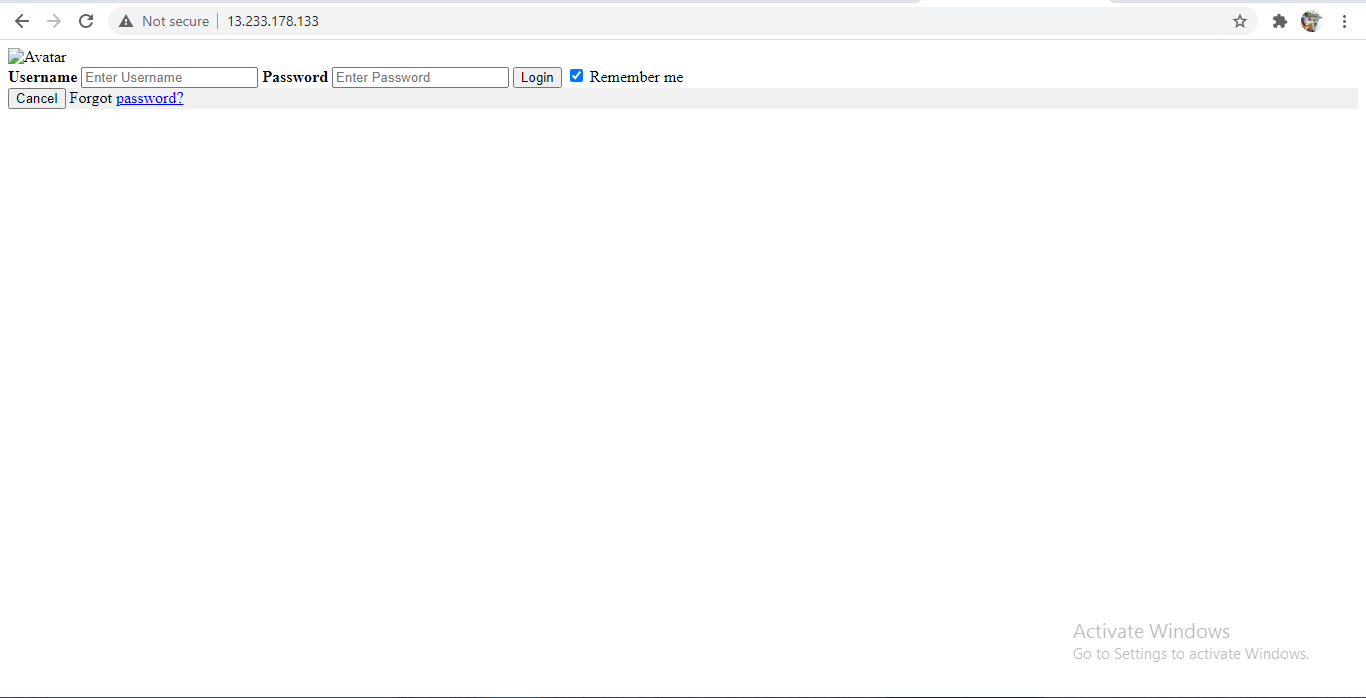 Not secure 13.233.178.133
Avatar
Username Enter Username Password Enter Password Login Remember me
Cancel Forgot password?
Activate Windows
Go to Settings to activate Windows.